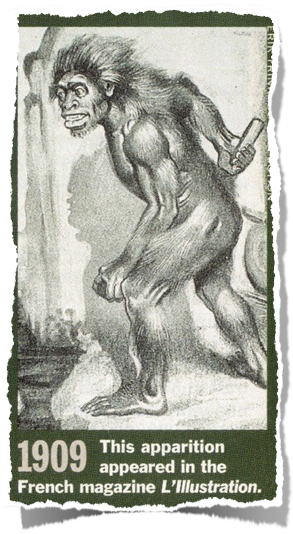 1909 This apparition
appeared in the
French magazine L'Illustration.